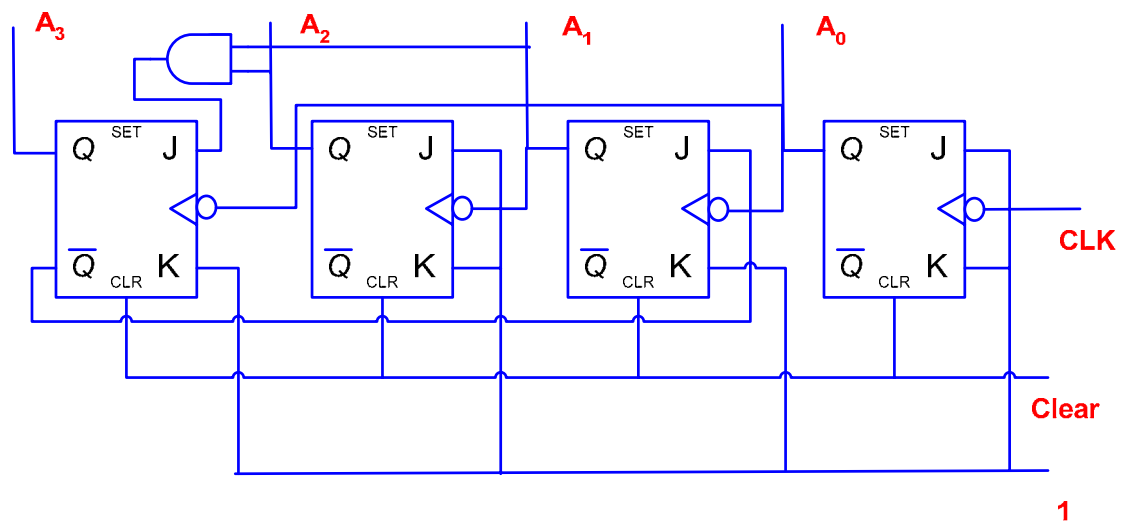 A3 A2 A1 A0
SET SET SET SET
Q J Q J Q J Q J
CLK
Q̅ K Q̅ K Q̅ K Q̅ K
CLR CLR CLR CLR
Clear
1